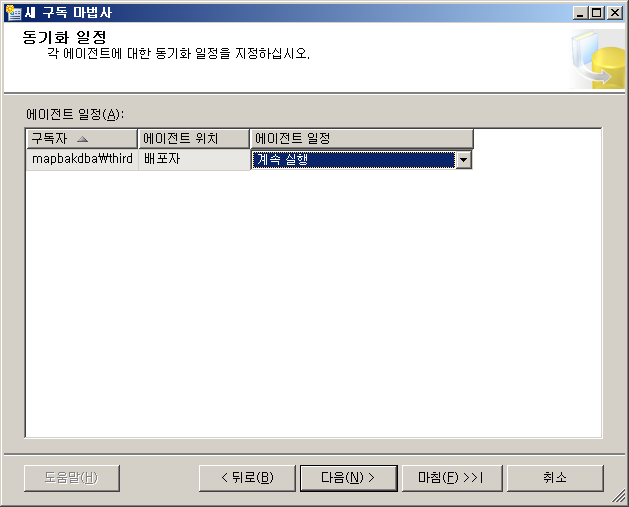 새 구독 마법사
동기화 일정
각 에이전트에 대한 동기화 일정을 지정하십시오.
에이전트 일정(A):
구독자 에이전트 위치 에이전트 일정
mapbakdba₩third 배포자 계속 실행
도움말(H) < 뒤로(B) 다음(N) > 마침(F) >>| 취소